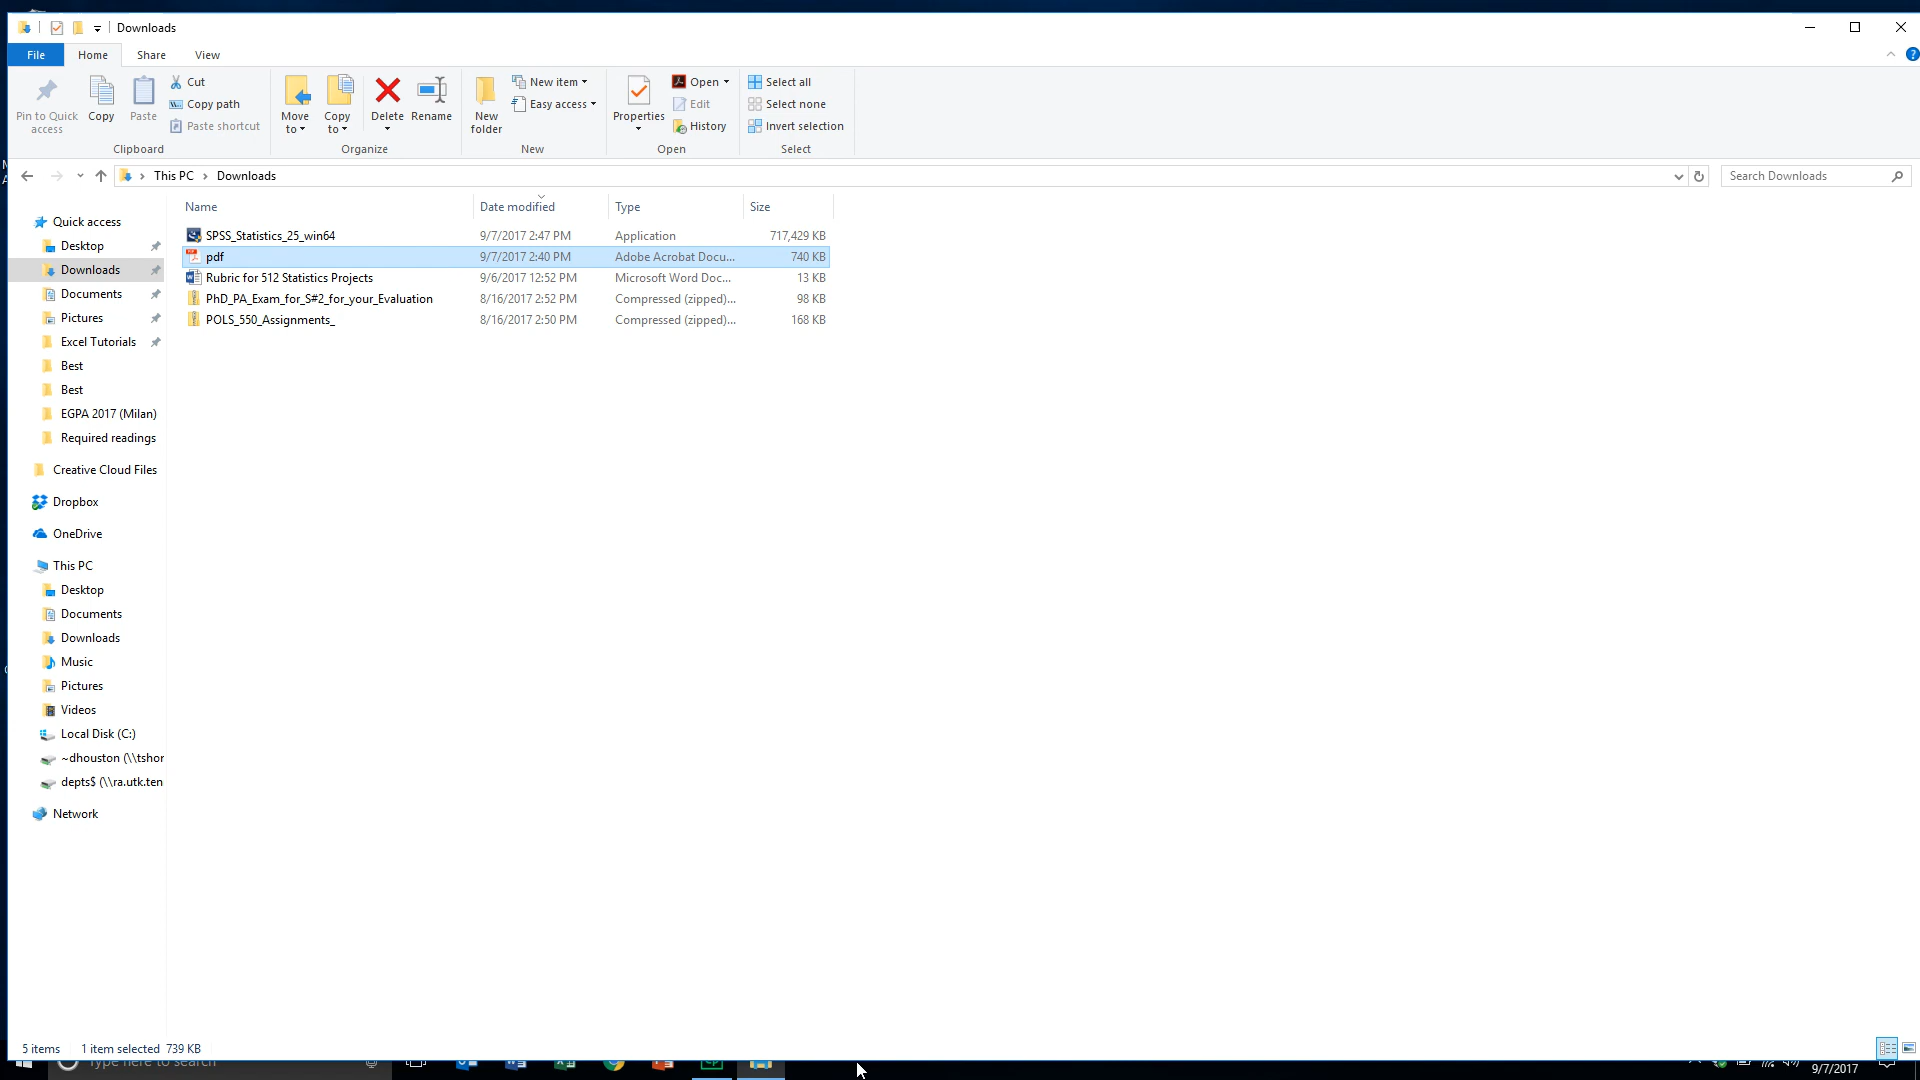 Downloads
File Home Share View
Pin to Quick access
Copy
Paste
Cut
Copy path
Paste shortcut
Clipboard
Move to
Copy to
Delete
Rename
Organize
New folder
New item
Easy access
New
Properties
Open
Edit
History
Open
Select all
Select none
Invert selection
Select
This PC > Downloads
Search Downloads
Name Date modified Type Size
SPSS_Statistics_25_win64 9/7/2017 2:47 PM Application 717,429 KB
pdf 9/7/2017 2:40 PM Adobe Acrobat Docu... 740 KB
Rubric for 512 Statistics Projects 9/6/2017 12:52 PM Microsoft Word Doc... 13 KB
PhD_PA_Exam_for_S#2_for_your_Evaluation 8/16/2017 2:52 PM Compressed (zipped)... 98 KB
POLS_550_Assignments_ 8/16/2017 2:50 PM Compressed (zipped)... 168 KB
Quick access
Desktop
Downloads
Documents
Pictures
Excel Tutorials
Best
Best
EGPA 2017 (Milan)
Required readings
Creative Cloud Files
Dropbox
OneDrive
This PC
Desktop
Documents
Downloads
Music
Pictures
Videos
Local Disk (C:)
~dhouston (\\tshor
depts$ (\\ra.utk.ten
Network
5 items 1 item selected 739 KB
Type here to search
9/7/2017